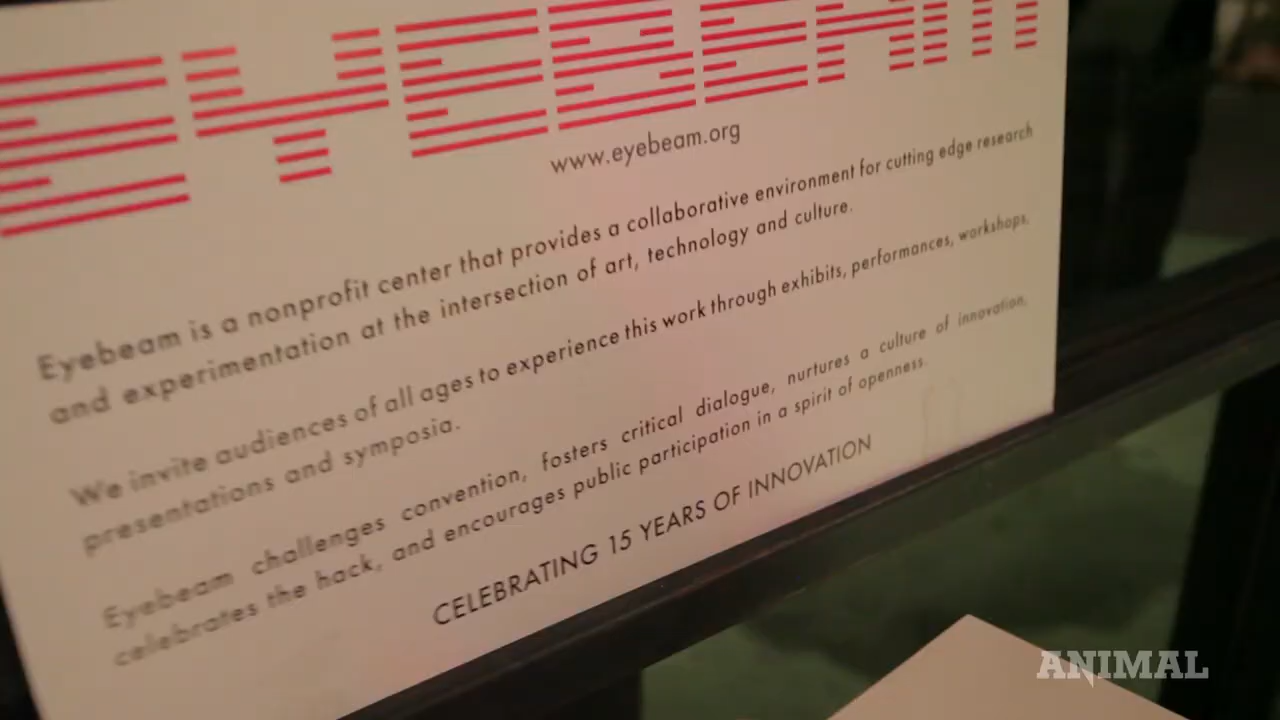 EYEBEAM
www.eyebeam.org
Eyebeam is a nonprofit center that provides a collaborative environment for cutting edge research
and experimentation at the intersection of art, technology and culture.
We invite audiences of all ages to experience this work through exhibits, performances, workshops,
presentations and symposia.
Eyebeam challenges convention, fosters critical dialogue, nurtures a culture of innovation,
celebrates the hack, and encourages public participation in a spirit of openness.
CELEBRATING 15 YEARS OF INNOVATION
ANIMAL